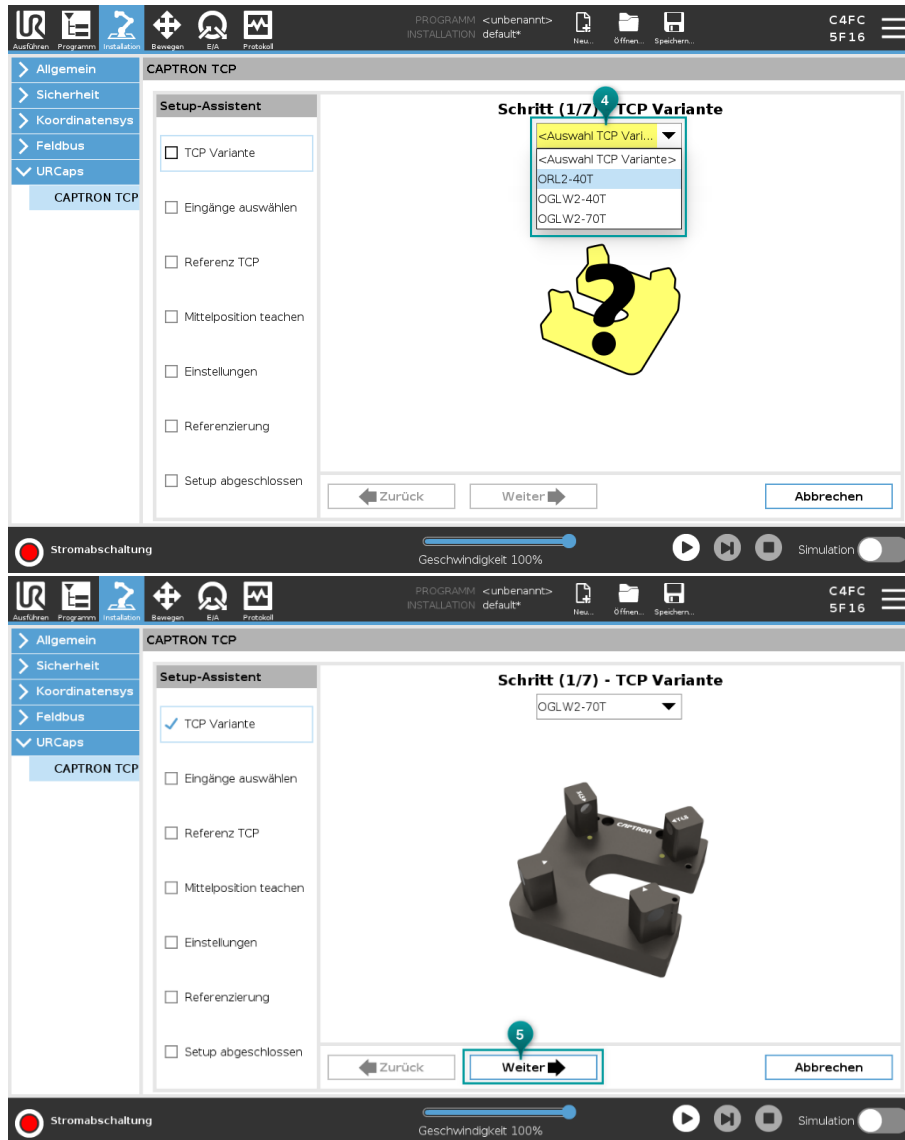 PROGRAMM <unbenannt>
INSTALLATION default*
C4FC
5F16
Ausführen Programm Installation Bewegen E/A Protokoll Neu... Öffnen... Speichern...
Allgemein
CAPTRON TCP
Sicherheit
Koordinatensys
Feldbus
URCaps
CAPTRON TCP
Setup-Assistent
TCP Variante
Eingänge auswählen
Referenz TCP
Mittelposition teachen
Einstellungen
Referenzierung
Setup abgeschlossen
Schritt (1/7) - TCP Variante
4
<Auswahl TCP Vari...
<Auswahl TCP Variante>
ORL2-40T
OGLW2-40T
OGLW2-70T
?
Zurück Weiter Abbrechen
Stromabschaltung
Geschwindigkeit 100%
Simulation
PROGRAMM <unbenannt>
INSTALLATION default*
C4FC
5F16
Ausführen Programm Installation Bewegen E/A Protokoll Neu... Öffnen... Speichern...
Allgemein
CAPTRON TCP
Sicherheit
Koordinatensys
Feldbus
URCaps
CAPTRON TCP
Setup-Assistent
TCP Variante
Eingänge auswählen
Referenz TCP
Mittelposition teachen
Einstellungen
Referenzierung
Setup abgeschlossen
Schritt (1/7) - TCP Variante
OGLW2-70T
CAPTRON
5
Zurück Weiter Abbrechen
Stromabschaltung
Geschwindigkeit 100%
Simulation